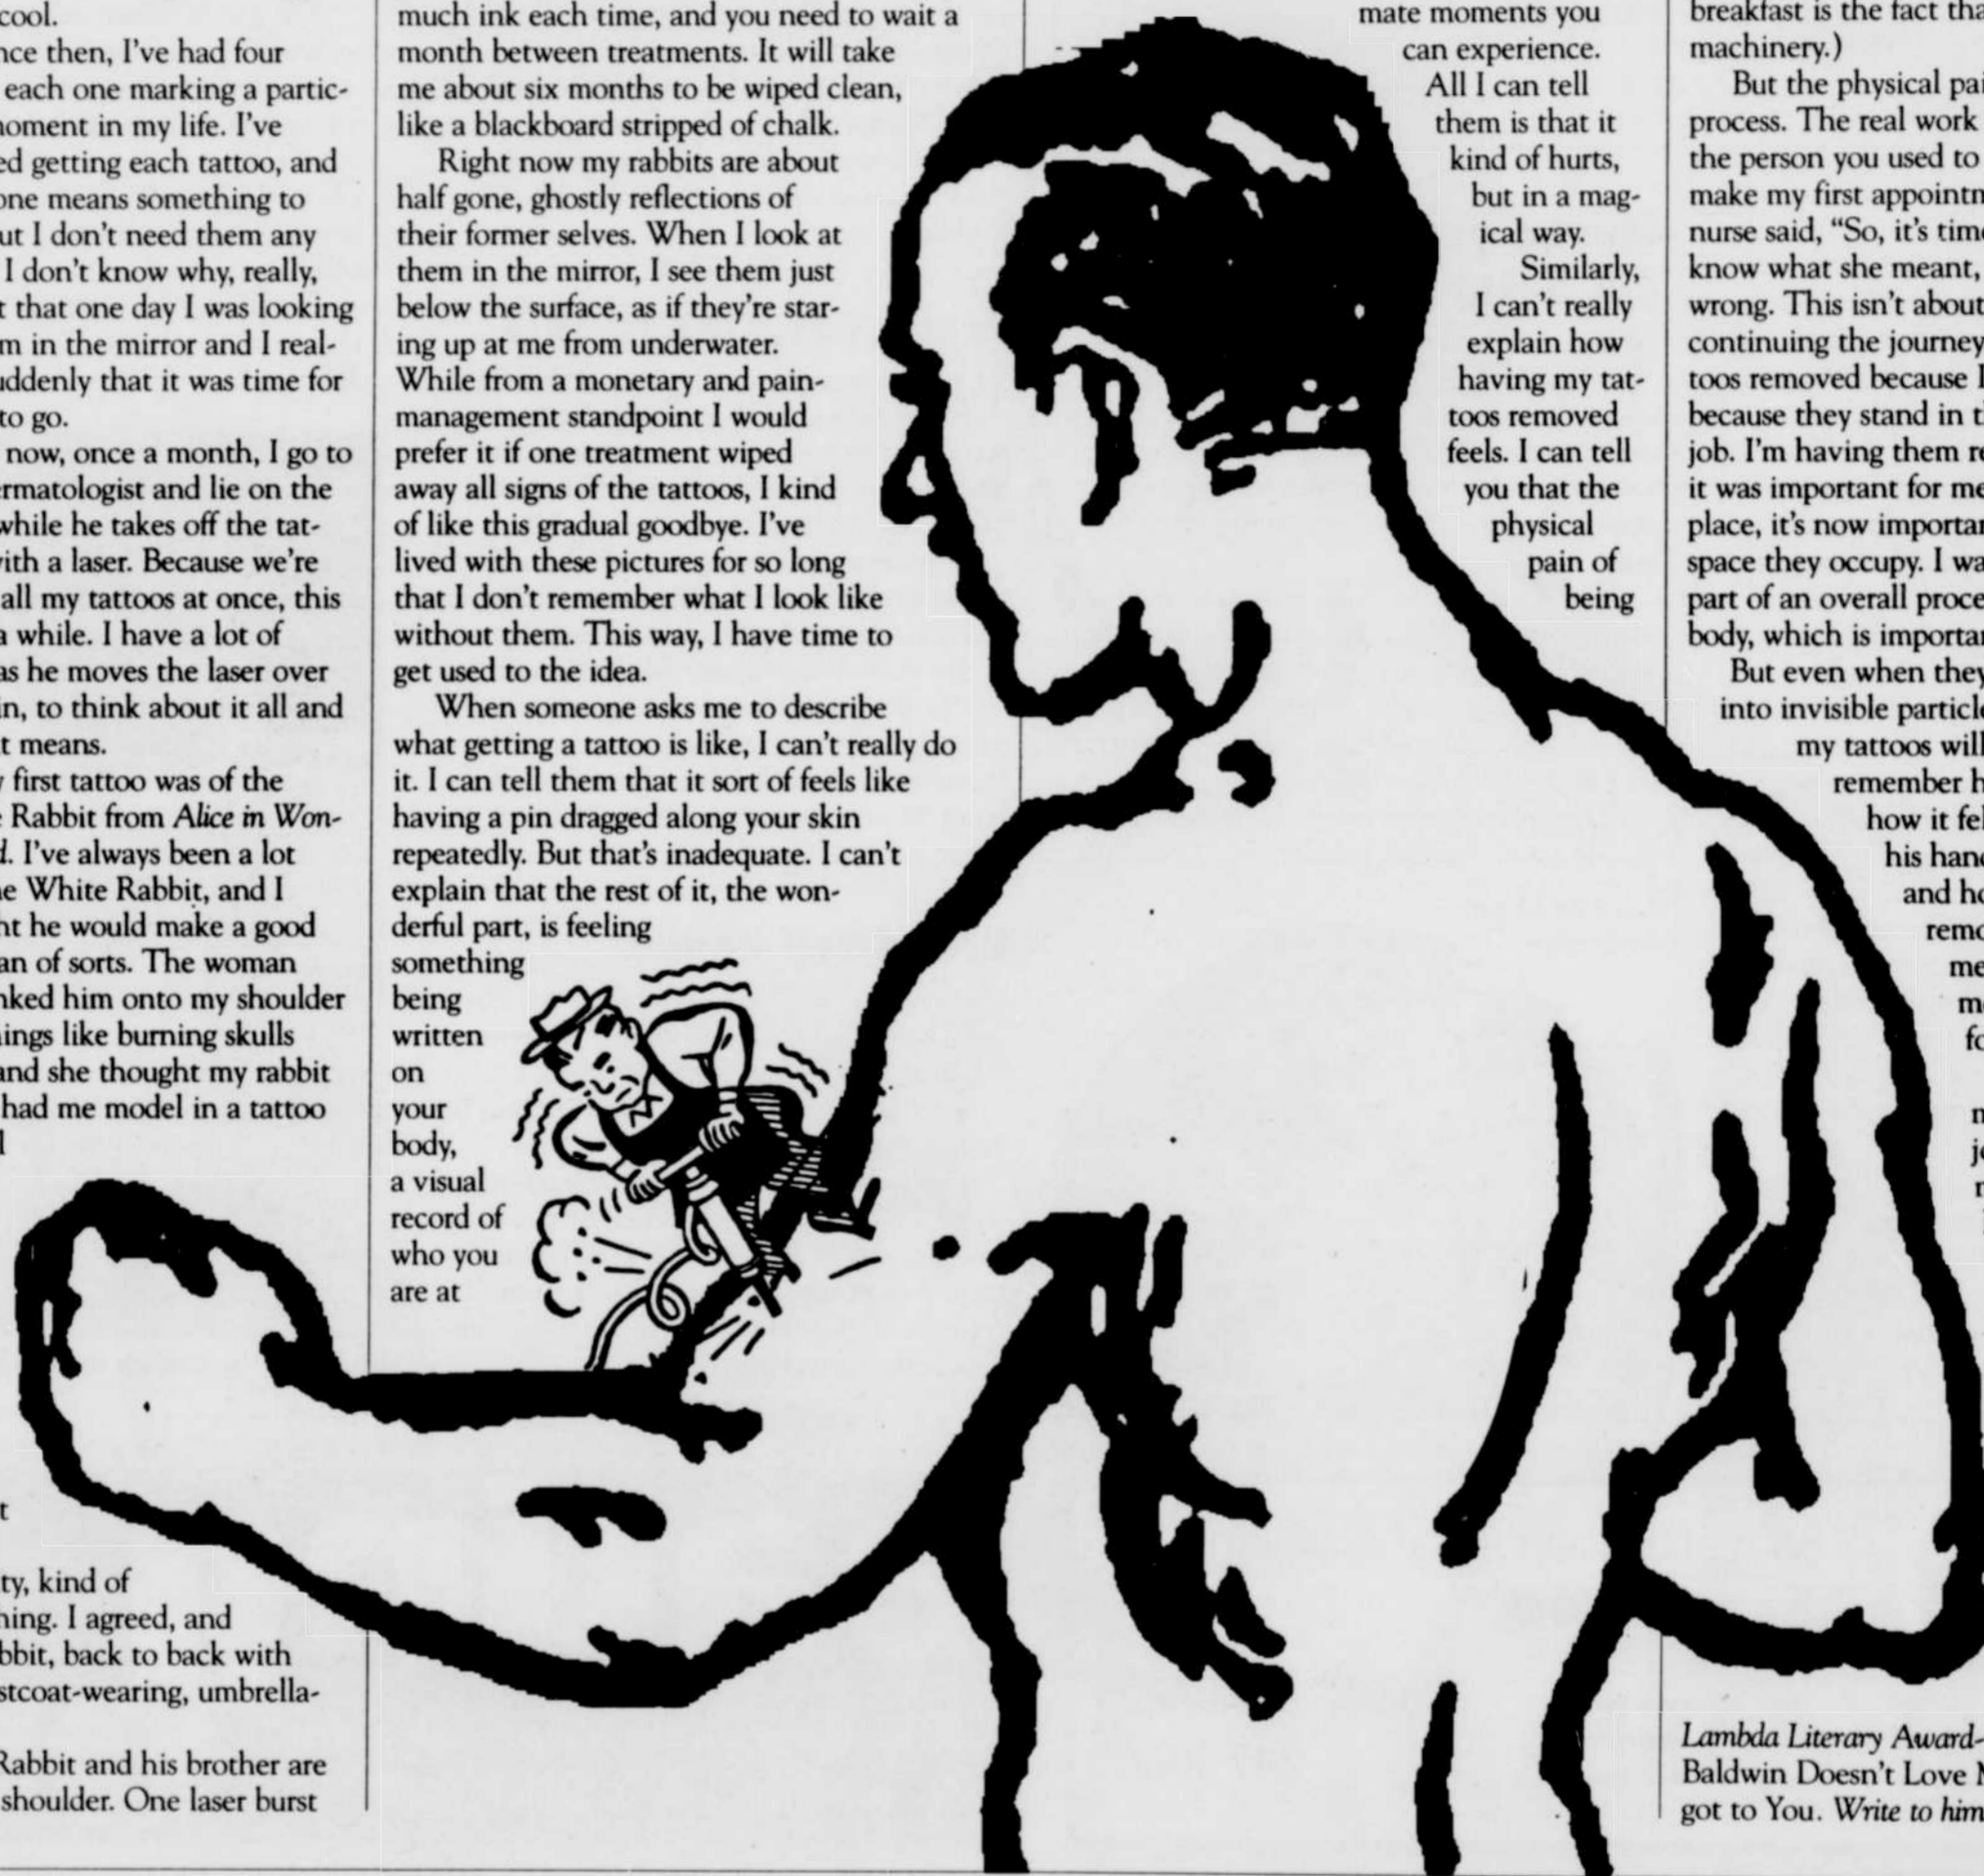 cool.
nce then, I've had four
each one marking a partic-
moment in my life. I've
ed getting each tattoo, and
one means something to
ut I don't need them any
I don't know why, really,
t that one day I was looking
m in the mirror and I real-
uddenly that it was time for
to go.
now, once a month, I go to
ermatologist and lie on the
while he takes off the tat-
with a laser. Because we're
all my tattoos at once, this
a while. I have a lot of
as he moves the laser over
in, to think about it all and
t means.
first tattoo was of the
Rabbit from Alice in Won-
d. I've always been a lot
e White Rabbit, and I
ht he would make a good
an of sorts. The woman
nked him onto my shoulder
ings like burning skulls
and she thought my rabbit
had me model in a tattoo
l
t
ty, kind of
hing. I agreed, and
bbit, back to back with
stcoat-wearing, umbrella-
Rabbit and his brother are
shoulder. One laser burst
much ink each time, and you need to wait a
month between treatments. It will take
me about six months to be wiped clean,
like a blackboard stripped of chalk.
Right now my rabbits are about
half gone, ghostly reflections of
their former selves. When I look at
them in the mirror, I see them just
below the surface, as if they're star-
ing up at me from underwater.
While from a monetary and pain-
management standpoint I would
prefer it if one treatment wiped
away all signs of the tattoos, I kind
of like this gradual goodbye. I've
lived with these pictures for so long
that I don't remember what I look like
without them. This way, I have time to
get used to the idea.
When someone asks me to describe
what getting a tattoo is like, I can't really do
it. I can tell them that it sort of feels like
having a pin dragged along your skin
repeatedly. But that's inadequate. I can't
explain that the rest of it, the won-
derful part, is feeling
something
being
written
on
your
body,
a visual
record of
who you
are at
mate moments you
can experience.
All I can tell
them is that it
kind of hurts,
but in a mag-
ical way.
Similarly,
I can't really
explain how
having my tat-
toos removed
feels. I can tell
you that the
physical
pain of
being
breakfast is the fact tha
machinery.)
But the physical pai
process. The real work
the person you used to
make my first appointm
nurse said, “So, it's time
know what she meant,
wrong. This isn't about
continuing the journey
toos removed because I
because they stand in t
job. I'm having them re
it was important for me
place, it's now importan
space they occupy. I wa
part of an overall proce
body, which is importan
But even when they
into invisible particle
my tattoos will
remember h
how it fel
his hand
and ho
remo
me
m
fo
n
j
r
Lambda Literary Award-
Baldwin Doesn't Love M
got to You. Write to him